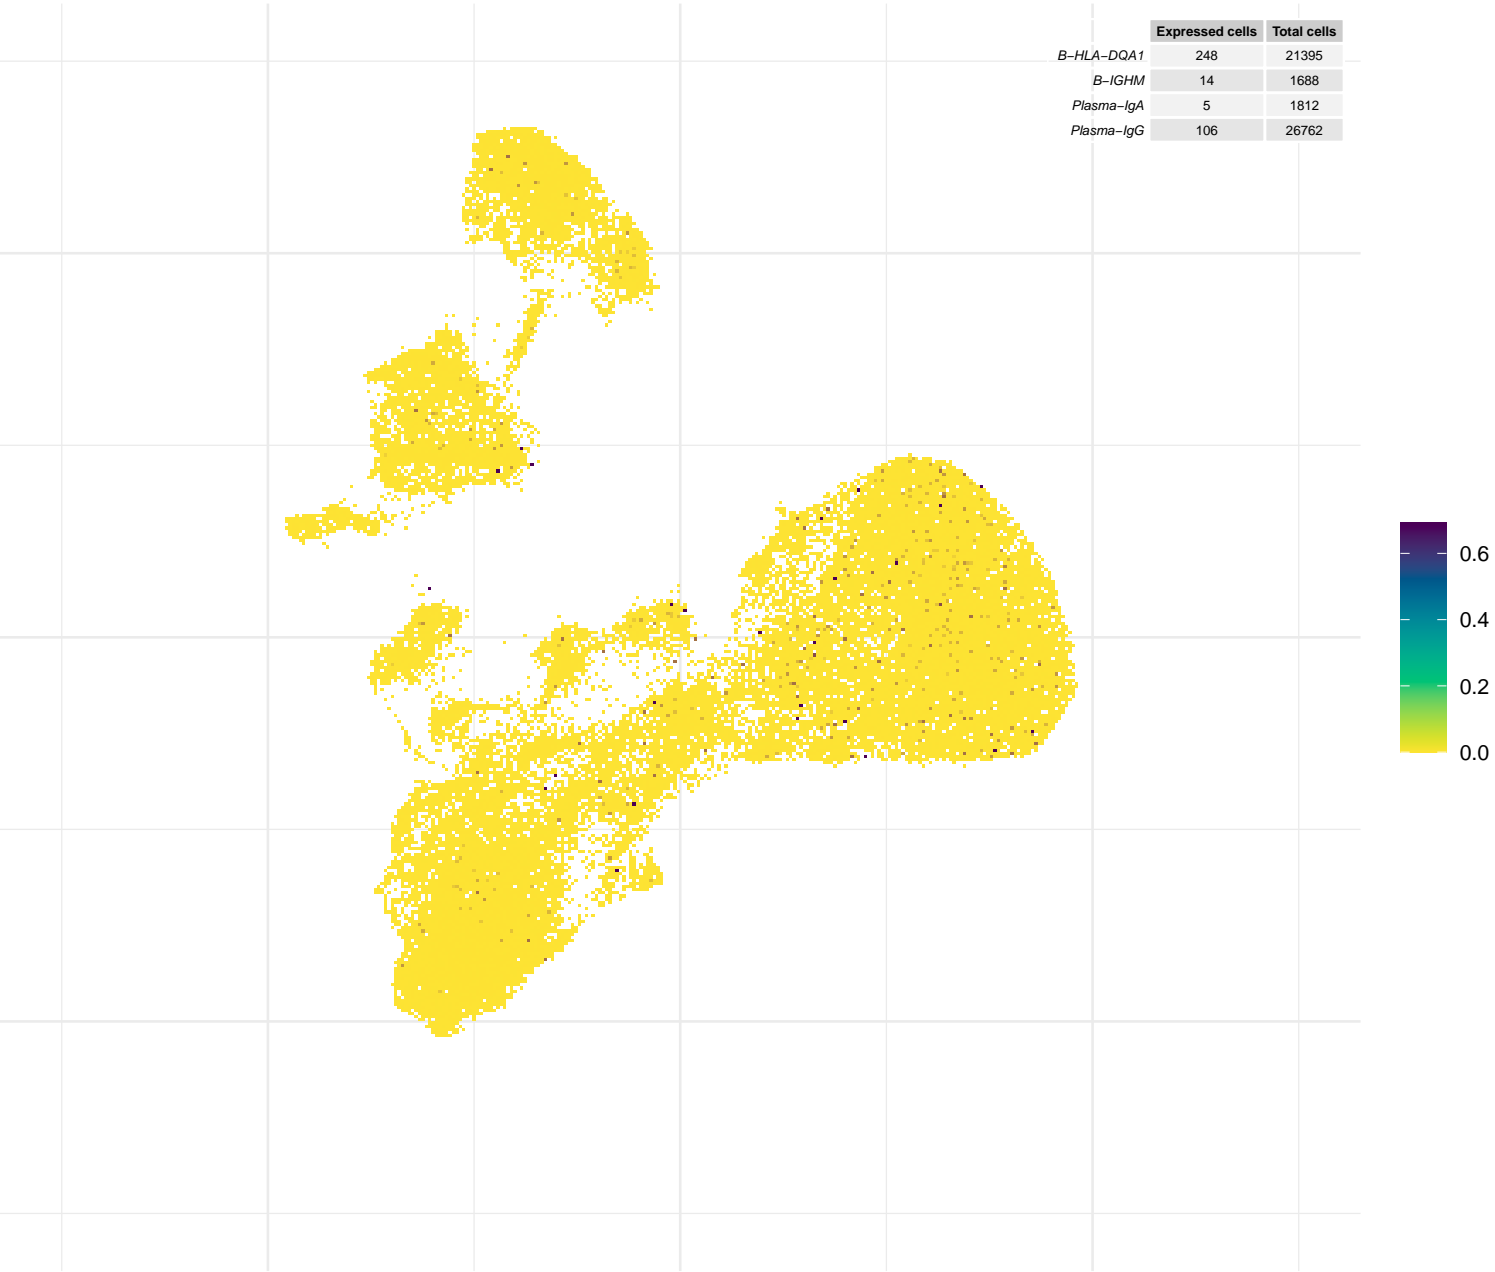 Expressed cells Total cells
B−HLA−DQA1 248 21395
B−IGHM 14 1688
Plasma−IgA 5 1812
Plasma−IgG 106 26762
0.6
0.4
0.2
0.0